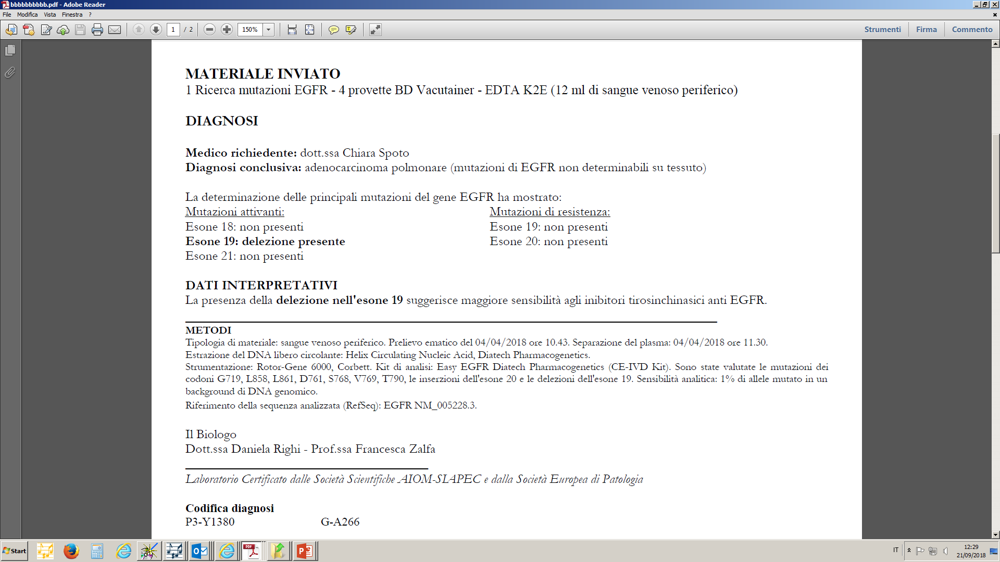 bbbbbbbbbb.pdf - Adobe Reader
File Modifica Vista Finestra ?
1 / 2 150% Strumenti Firma Commento
MATERIALE INVIATO
1 Ricerca mutazioni EGFR - 4 provette BD Vacutainer - EDTA K2E (12 ml di sangue venoso periferico)
DIAGNOSI
Medico richiedente: dott.ssa Chiara Spoto
Diagnosi conclusiva: adenocarcinoma polmonare (mutazioni di EGFR non determinabili su tessuto)
La determinazione delle principali mutazioni del gene EGFR ha mostrato:
Mutazioni attivanti: Mutazioni di resistenza:
Esone 18: non presenti Esone 19: non presenti
Esone 19: delezione presente Esone 20: non presenti
Esone 21: non presenti
DATI INTERPRETATIVI
La presenza della delezione nell'esone 19 suggerisce maggiore sensibilità agli inibitori tirosinchinasici anti EGFR.
METODI
Tipologia di materiale: sangue venoso periferico. Prelievo ematico del 04/04/2018 ore 10.43. Separazione del plasma: 04/04/2018 ore 11.30.
Estrazione del DNA libero circolante: Helix Circulating Nucleic Acid, Diatech Pharmacogenetics.
Strumentazione: Rotor-Gene 6000, Corbett. Kit di analisi: Easy EGFR Diatech Pharmacogenetics (CE-IVD Kit). Sono state valutate le mutazioni dei
codoni G719, L858, L861, D761, S768, V769, T790, le inserzioni dell'esone 20 e le delezioni dell'esone 19. Sensibilità analitica: 1% di allele mutato in un
background di DNA genomico.
Riferimento della sequenza analizzata (RefSeq): EGFR NM_005228.3.
Il Biologo
Dott.ssa Daniela Righi - Prof.ssa Francesca Zalfa
Laboratorio Certificato dalle Società Scientifiche AIOM-SIAPEC e dalla Società Europea di Patologia
Codifica diagnosi
P3-Y1380 G-A266
Start IT 12:29
21/09/2018